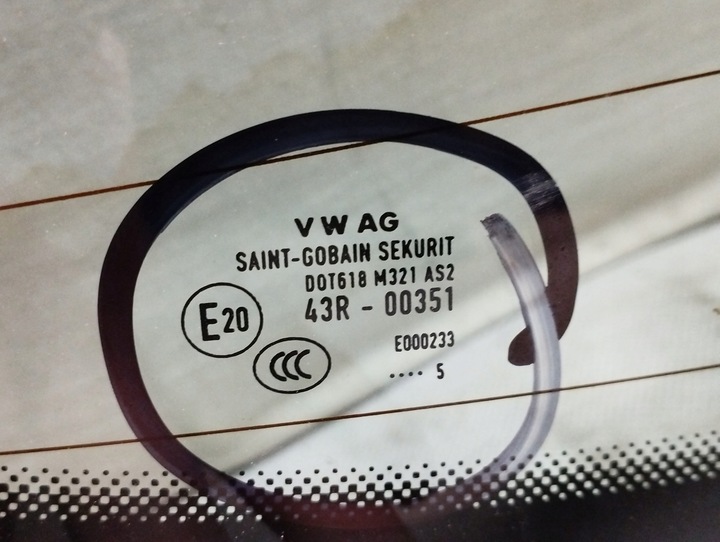 VW AG
SAINT-GOBAIN SEKURIT
DOT618 M321 AS2
43R - 00351
E20
E000233
CCC
.... 5